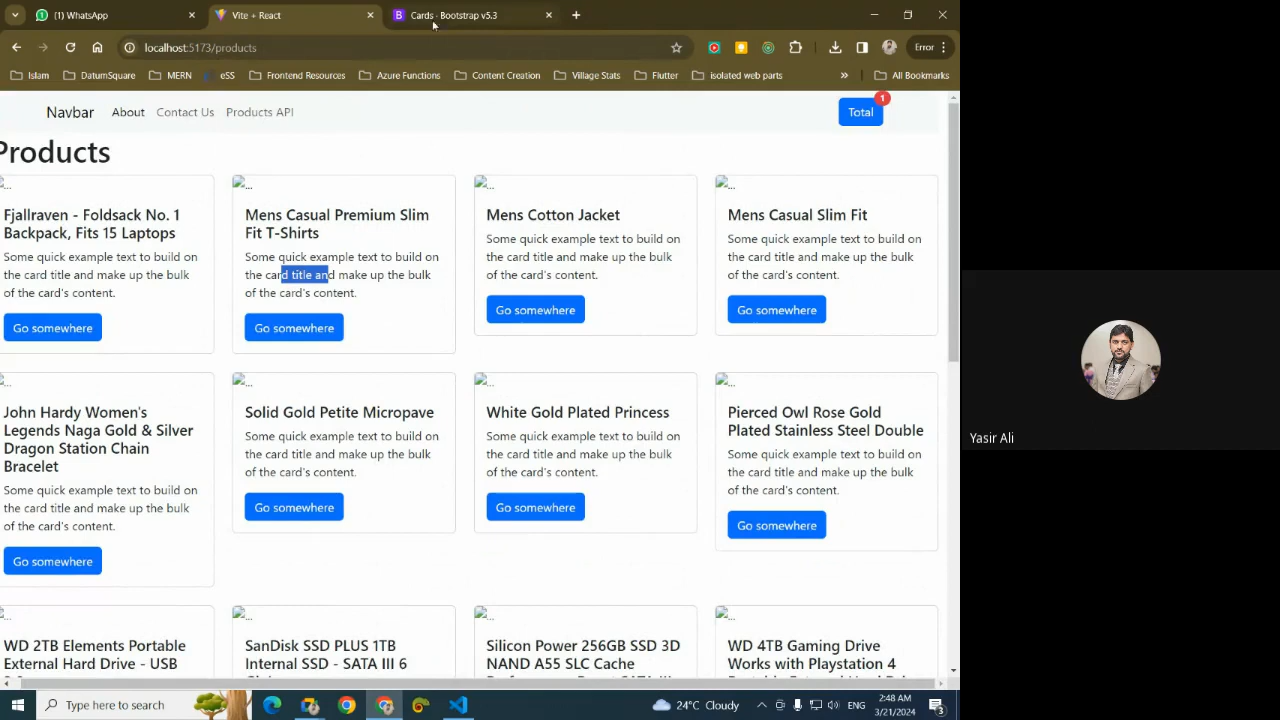 (1) WhatsApp
Vite + React
Cards · Bootstrap v5.3
localhost:5173/products
Error
Islam
DatumSquare
MERN
eSS
Frontend Resources
Azure Functions
Content Creation
Village Stats
Flutter
isolated web parts
»
All Bookmarks
Navbar
About
Contact Us
Products API
Total
1
Products
...
Fjallraven - Foldsack No. 1
Backpack, Fits 15 Laptops
Some quick example text to build on
the card title and make up the bulk
of the card's content.
Go somewhere
...
Mens Casual Premium Slim
Fit T-Shirts
Some quick example text to build on
the card title and make up the bulk
of the card's content.
Go somewhere
...
Mens Cotton Jacket
Some quick example text to build on
the card title and make up the bulk
of the card's content.
Go somewhere
...
Mens Casual Slim Fit
Some quick example text to build on
the card title and make up the bulk
of the card's content.
Go somewhere
...
John Hardy Women's
Legends Naga Gold & Silver
Dragon Station Chain
Bracelet
Some quick example text to build on
the card title and make up the bulk
of the card's content.
Go somewhere
...
Solid Gold Petite Micropave
Some quick example text to build on
the card title and make up the bulk
of the card's content.
Go somewhere
...
White Gold Plated Princess
Some quick example text to build on
the card title and make up the bulk
of the card's content.
Go somewhere
...
Pierced Owl Rose Gold
Plated Stainless Steel Double
Some quick example text to build on
the card title and make up the bulk
of the card's content.
Go somewhere
...
WD 2TB Elements Portable
External Hard Drive - USB
...
SanDisk SSD PLUS 1TB
Internal SSD - SATA III 6
...
Silicon Power 256GB SSD 3D
NAND A55 SLC Cache
...
WD 4TB Gaming Drive
Works with Playstation 4
Yasir Ali
Type here to search
24°C Cloudy
ENG
2:48 AM
3/21/2024
3